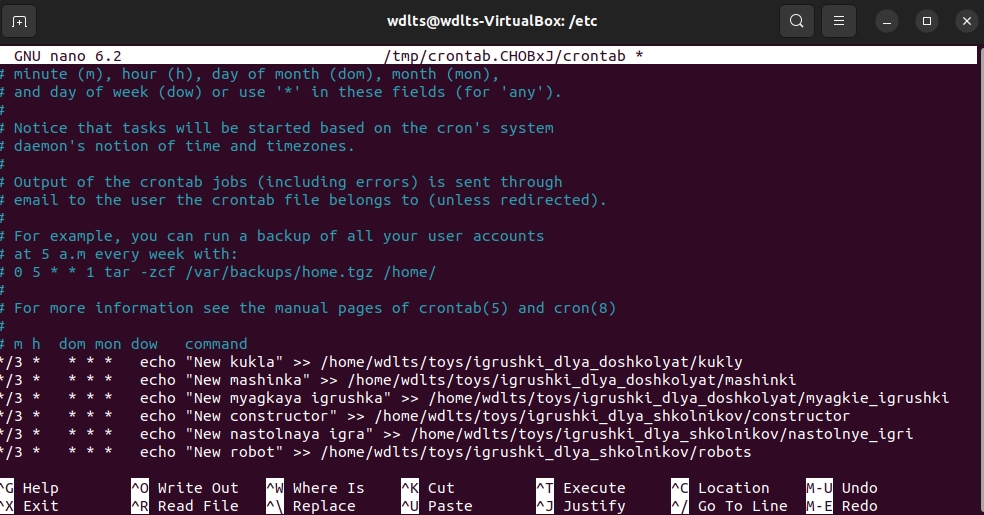 wdlts@wdlts-VirtualBox: /etc
GNU nano 6.2 /tmp/crontab.CHOBxJ/crontab *
# minute (m), hour (h), day of month (dom), month (mon),
# and day of week (dow) or use '*' in these fields (for 'any').
#
# Notice that tasks will be started based on the cron's system
# daemon's notion of time and timezones.
#
# Output of the crontab jobs (including errors) is sent through
# email to the user the crontab file belongs to (unless redirected).
#
# For example, you can run a backup of all your user accounts
# at 5 a.m every week with:
# 0 5 * * 1 tar -zcf /var/backups/home.tgz /home/
#
# For more information see the manual pages of crontab(5) and cron(8)
#
# m h  dom mon dow   command
*/3 *   * * *   echo "New kukla" >> /home/wdlts/toys/igrushki_dlya_doshkolyat/kukly
*/3 *   * * *   echo "New mashinka" >> /home/wdlts/toys/igrushki_dlya_doshkolyat/mashinki
*/3 *   * * *   echo "New myagkaya igrushka" >> /home/wdlts/toys/igrushki_dlya_doshkolyat/myagkie_igrushki
*/3 *   * * *   echo "New constructor" >> /home/wdlts/toys/igrushki_dlya_shkolnikov/constructor
*/3 *   * * *   echo "New nastolnaya igra" >> /home/wdlts/toys/igrushki_dlya_shkolnikov/nastolnye_igri
*/3 *   * * *   echo "New robot" >> /home/wdlts/toys/igrushki_dlya_shkolnikov/robots
^G Help ^O Write Out ^W Where Is ^K Cut ^T Execute ^C Location M-U Undo
^X Exit ^R Read File ^\ Replace ^U Paste ^J Justify ^/ Go To Line M-E Redo